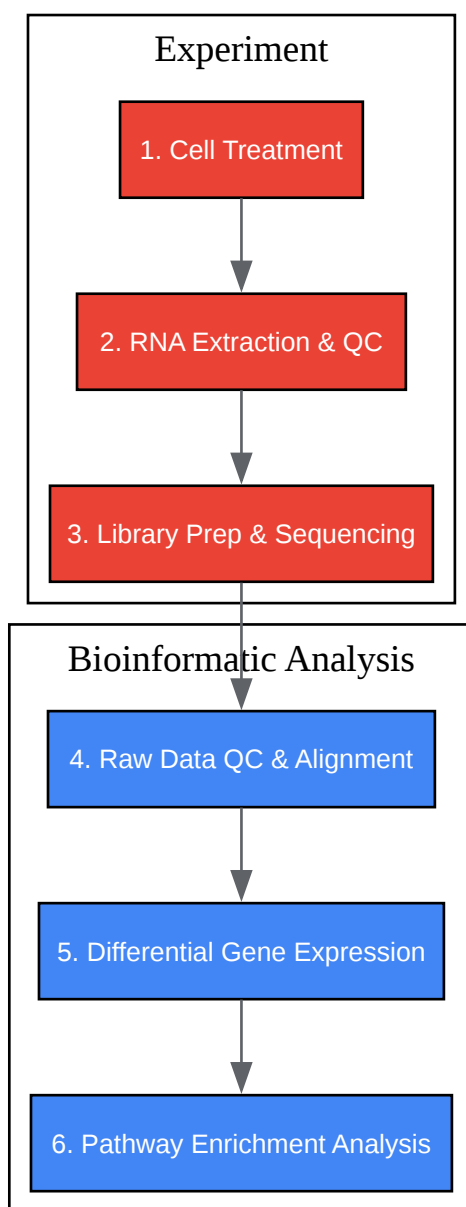 Experiment
1. Cell Treatment
2. RNA Extraction & QC
3. Library Prep & Sequencing
Bioinformatic Analysis
4. Raw Data QC & Alignment
5. Differential Gene Expression
6. Pathway Enrichment Analysis